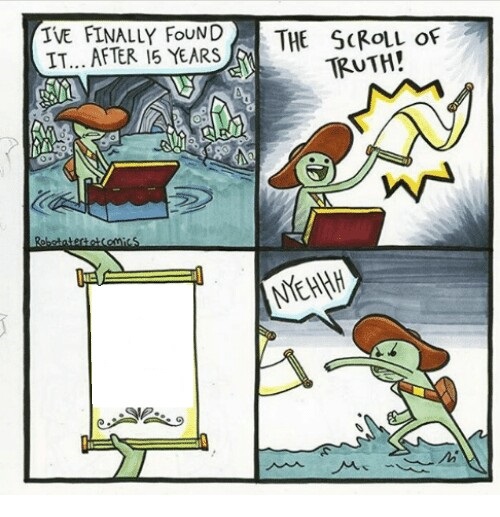 I'VE FINALLY FOUND
IT... AFTER 15 YEARS
THE SCROLL OF
TRUTH!
Robotatertotcomics
NYEHHH